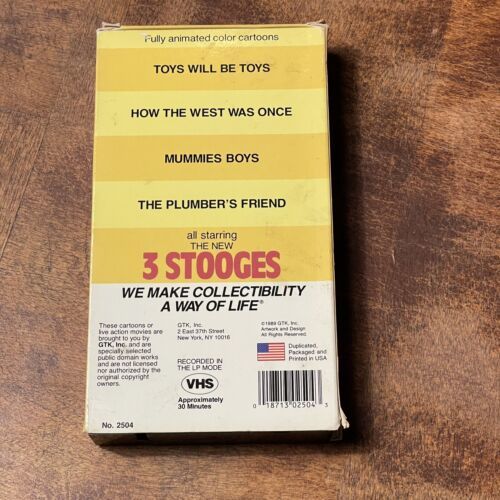 Fully animated color cartoons
TOYS WILL BE TOYS
HOW THE WEST WAS ONCE
MUMMIES BOYS
THE PLUMBER'S FRIEND
all starring
THE NEW
3 STOOGES
WE MAKE COLLECTIBILITY
A WAY OF LIFE®
These cartoons or
live action movies are
brought to you by
GTK, Inc. and are
specially selected
public domain works
and are not licensed
nor authorized by the
original copyright
owners.
No. 2504
GTK, Inc.
2 East 37th Street
New York, NY 10016
RECORDED IN
THE LP MODE
VHS
Approximately
30 Minutes
©1989 GTK, Inc.
Artwork and Design
All Rights Reserved.
Duplicated,
Packaged and
Printed in USA
0 18713 02504 3